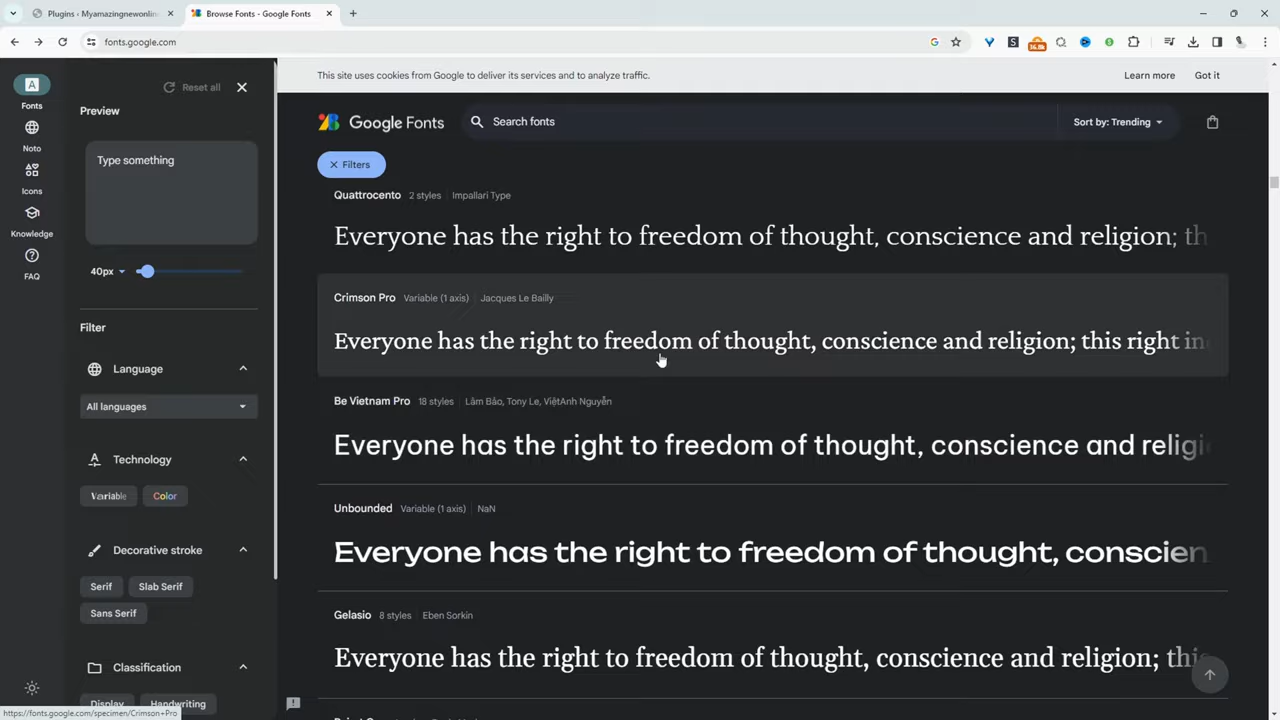 Plugins ‹ Myamazingnewonlin
Browse Fonts - Google Fonts
fonts.google.com
16.9k
Fonts
Noto
Icons
Knowledge
FAQ
Reset all
Preview
Type something
40px
Filter
Language
All languages
Technology
Variable
Color
Decorative stroke
Serif
Slab Serif
Sans Serif
Classification
Display
Handwriting
https://fonts.google.com/specimen/Crimson+Pro
This site uses cookies from Google to deliver its services and to analyze traffic.
Learn more
Got it
Google Fonts
Search fonts
Sort by: Trending
Filters
Quattrocento 2 styles Impallari Type
Everyone has the right to freedom of thought, conscience and religion; th
Crimson Pro Variable (1 axis) Jacques Le Bailly
Everyone has the right to freedom of thought, conscience and religion; this right in
Be Vietnam Pro 18 styles Lâm Bảo, Tony Le, ViệtAnh Nguyễn
Everyone has the right to freedom of thought, conscience and religi
Unbounded Variable (1 axis) NaN
Everyone has the right to freedom of thought, conscien
Gelasio 8 styles Eben Sorkin
Everyone has the right to freedom of thought, conscience and religion; this